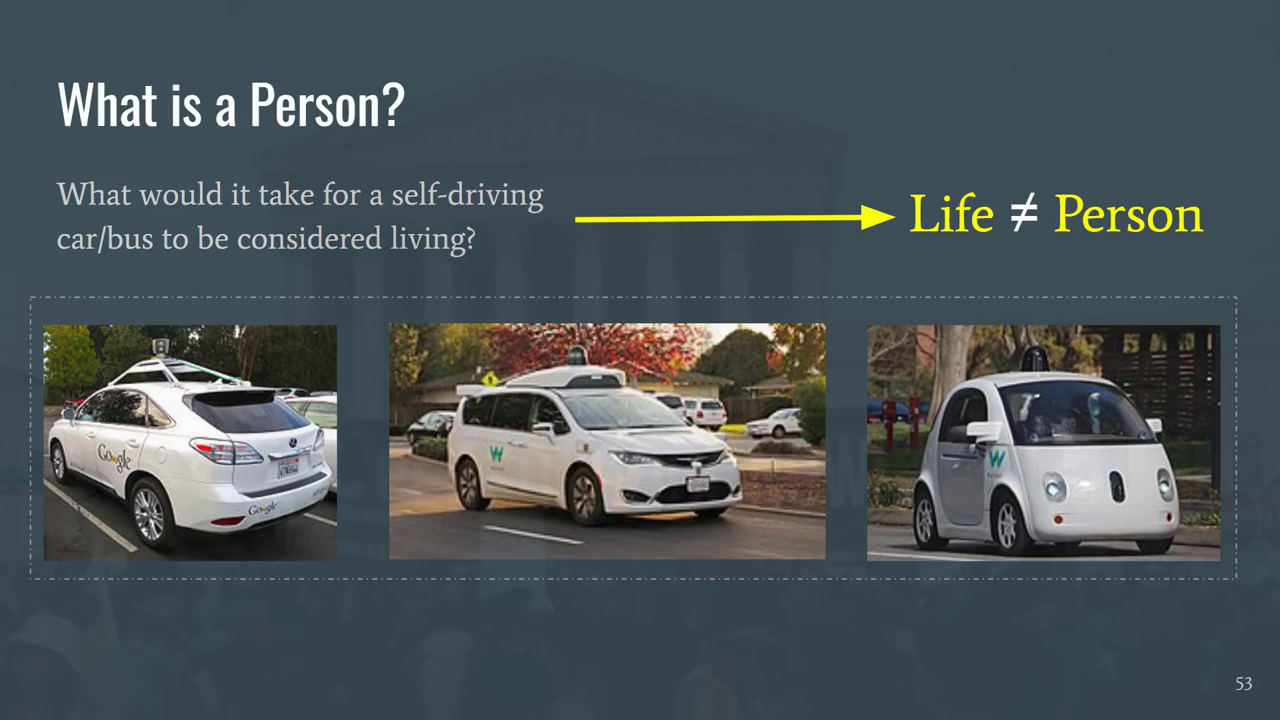 What is a Person?
What would it take for a self-driving
car/bus to be considered living?
Life ≠ Person
Google
Google
53